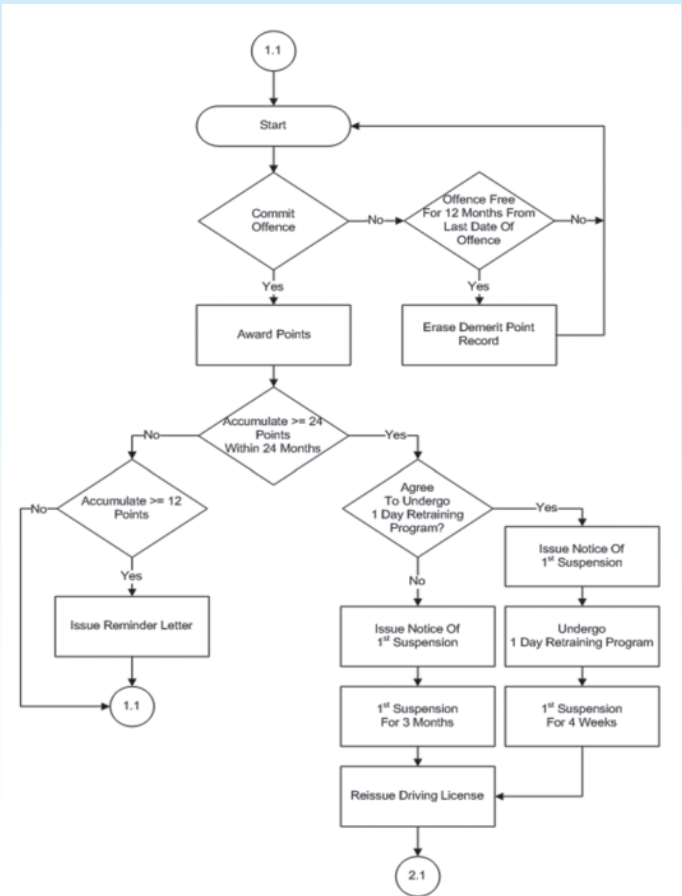 1.1
Start
Commit
Offence
No
Offence Free
For 12 Months From
Last Date Of
Offence
No
Yes
Yes
Award Points
Erase Demerit Point
Record
Accumulate >= 24
Points
Within 24 Months
No
Yes
Accumulate >= 12
Points
No
Yes
Agree
To Undergo
1 Day Retraining
Program?
Yes
No
Issue Notice Of
1st Suspension
Issue Reminder Letter
Issue Notice Of
1st Suspension
Undergo
1 Day Retraining Program
1.1
1st Suspension
For 3 Months
1st Suspension
For 4 Weeks
Reissue Driving License
2.1